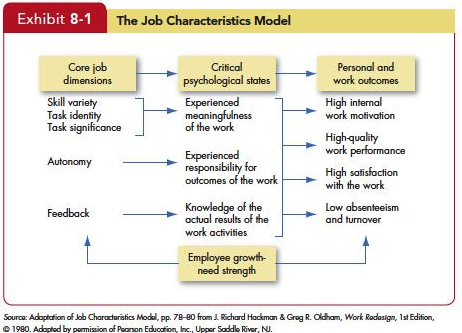 Exhibit 8-1
The Job Characteristics Model
Core job
dimensions
Critical
psychological states
Personal and
work outcomes
Skill variety
Task identity
Task significance
Experienced
meaningfulness
of the work
High internal
work motivation
High-quality
work performance
Autonomy
Experienced
responsibility for
outcomes of the work
High satisfaction
with the work
Feedback
Knowledge of the
actual results of the
work activities
Low absenteeism
and turnover
Employee growth-
need strength
Source: Adaptation of Job Characteristics Model, pp. 78–80 from J. Richard Hackman & Greg R. Oldham, Work Redesign, 1st Edition,
© 1980. Adapted by permission of Pearson Education, Inc., Upper Saddle River, NJ.